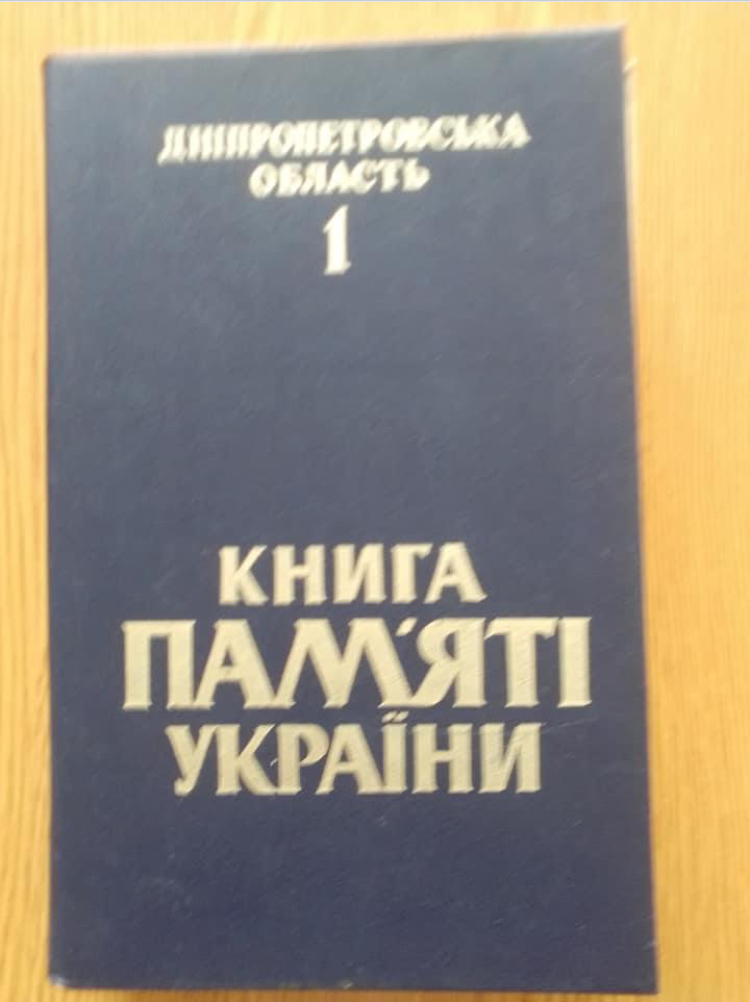 ДНІПРОПЕТРОВСЬКА
ОБЛАСТЬ
1
КНИГА
ПАМ'ЯТІ
УКРАЇНИ